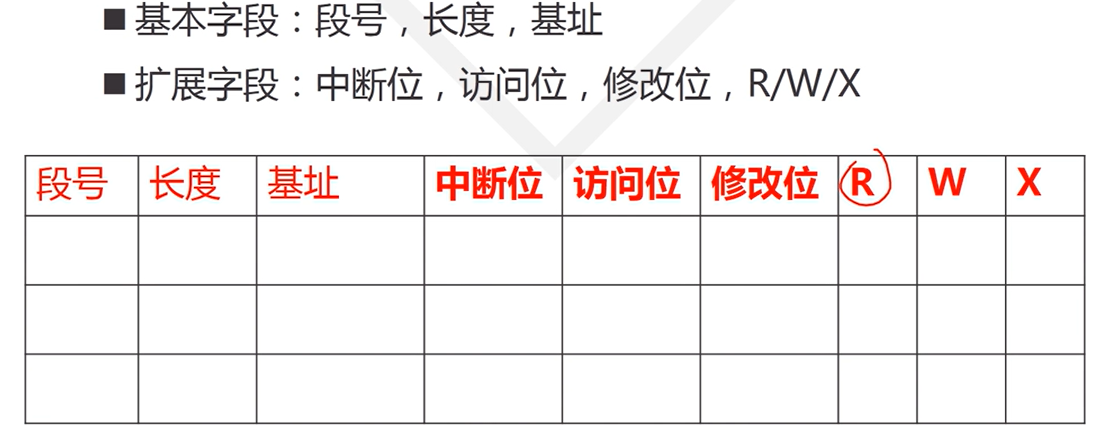 ■ 基本字段：段号，长度，基址
■ 扩展字段：中断位，访问位，修改位，R/W/X
段号 长度 基址 中断位 访问位 修改位 R W X